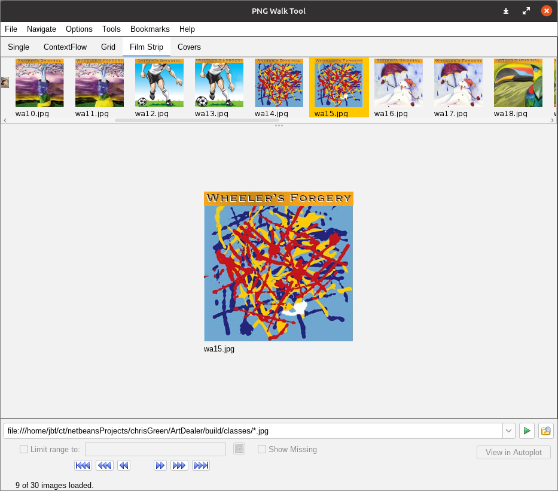 PNG Walk Tool
File Navigate Options Tools Bookmarks Help
Single ContextFlow Grid Film Strip Covers
wa10.jpg wa11.jpg wa12.jpg wa13.jpg wa14.jpg wa15.jpg wa16.jpg wa17.jpg wa18.jpg
WHEELER'S FORGERY
wa15.jpg
file:///home/jbf/ct/netbeansProjects/chrisGreen/ArtDealer/build/classes/*.jpg
Limit range to: Show Missing
View in Autoplot
9 of 30 images loaded.